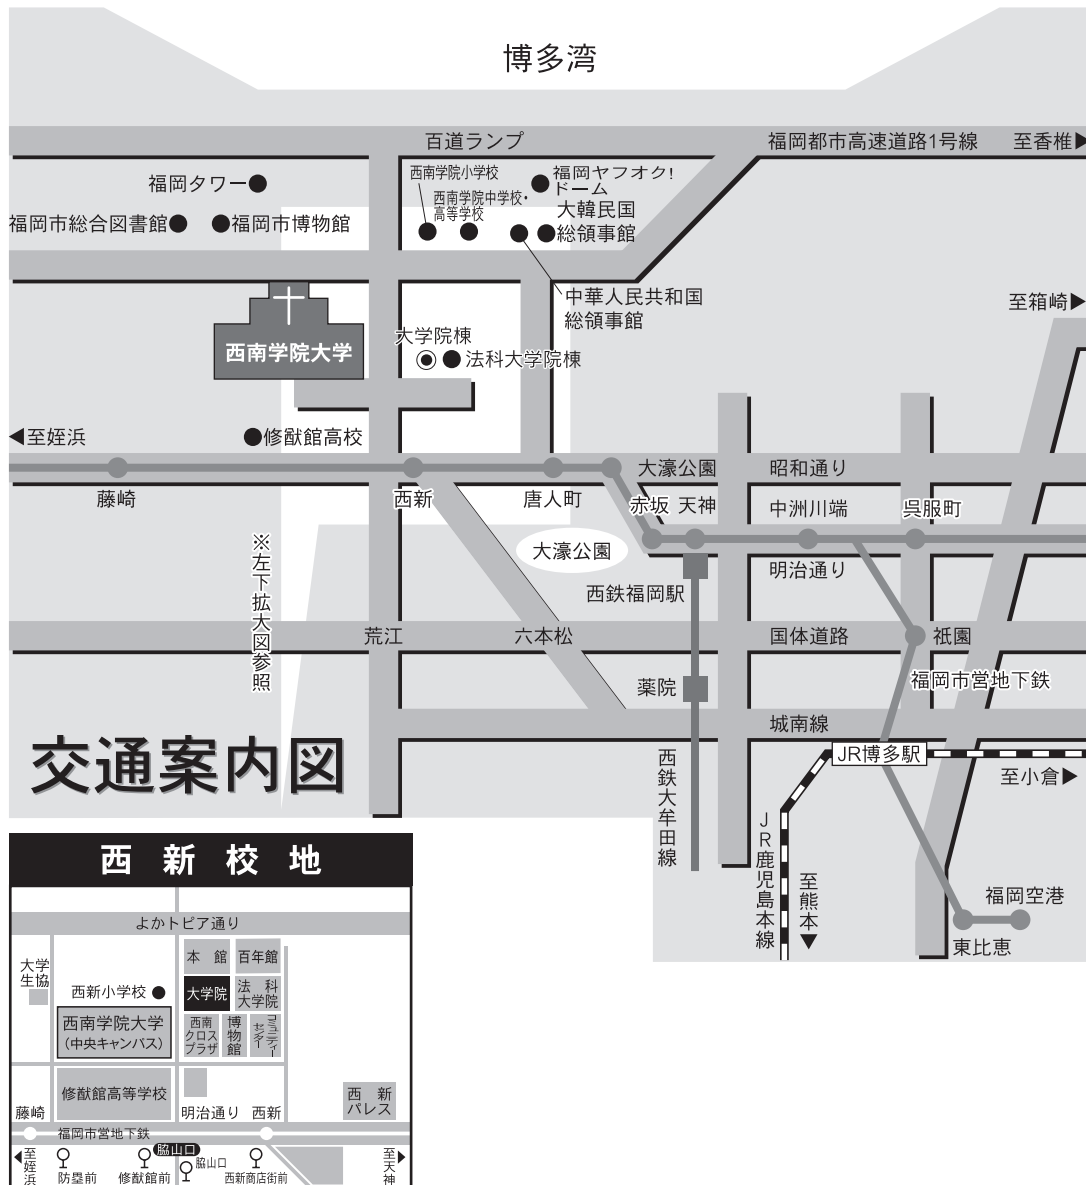 博多湾
百道ランプ
福岡都市高速道路1号線
至香椎▶
西南学院小学校
福岡ヤフオク!
ドーム
福岡タワー
西南学院中学校・
高等学校
大韓民国
総領事館
福岡市総合図書館
福岡市博物館
中華人民共和国
総領事館
至箱崎▶
西南学院大学
大学院棟
法科大学院棟
◀至姪浜
修猷館高校
大濠公園
昭和通り
藤崎
西新
唐人町
赤坂
天神
中洲川端
呉服町
大濠公園
明治通り
西鉄福岡駅
※左下拡大図参照
荒江
六本松
国体道路
祇園
福岡市営地下鉄
薬院
城南線
交通案内図
JR博多駅
至小倉▶
西鉄大牟田線
JR鹿児島本線
至熊本▼
福岡空港
東比恵
西新校地
よかトピア通り
本館
百年館
大学
生協
西新小学校
大学院
法科
大学院
西南学院大学
(中央キャンパス)
西南
クロス
プラザ
博物館
コミュニティー
センター
修猷館高等学校
西新
パレス
藤崎
明治通り
西新
福岡市営地下鉄
脇山口
◀至姪浜
防塁前
修猷館前
脇山口
西新商店街前
至天神▶